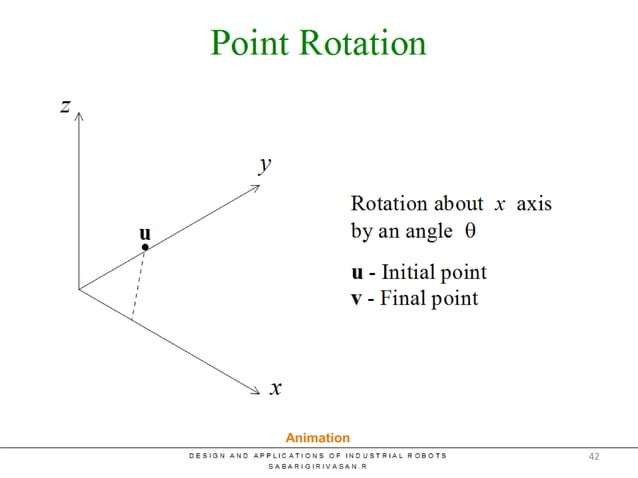 Point Rotation
z
y
u
Rotation about x axis
by an angle θ
u - Initial point
v - Final point
x
Animation
DESIGN AND APPLICATIONS OF INDUSTRIAL ROBOTS
SABARIGIRIVASAN.R
42